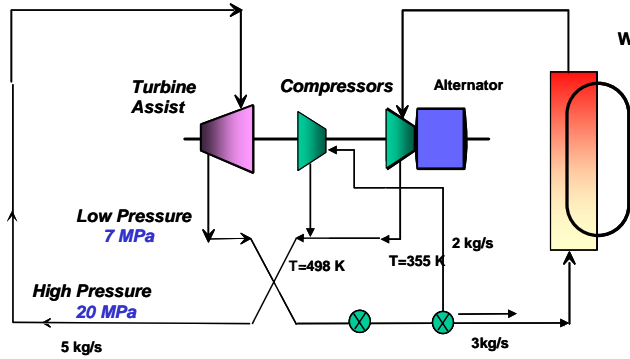 W
Turbine
Assist
Compressors
Alternator
Low Pressure
7 MPa
2 kg/s
T=498 K
T=355 K
High Pressure
20 MPa
5 kg/s
3kg/s